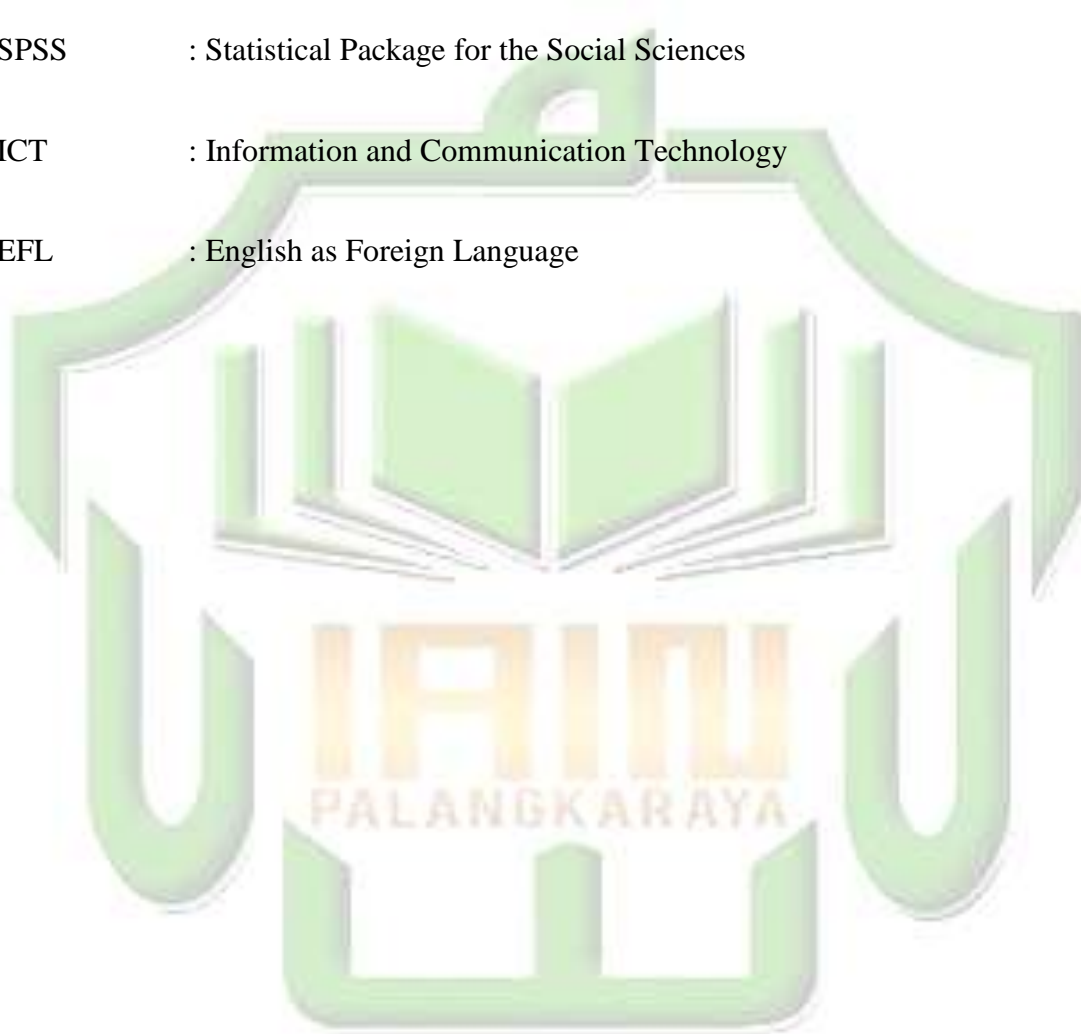 SPSS : Statistical Package for the Social Sciences
ICT : Information and Communication Technology
EFL : English as Foreign Language
IAIN
PALANGKARAYA